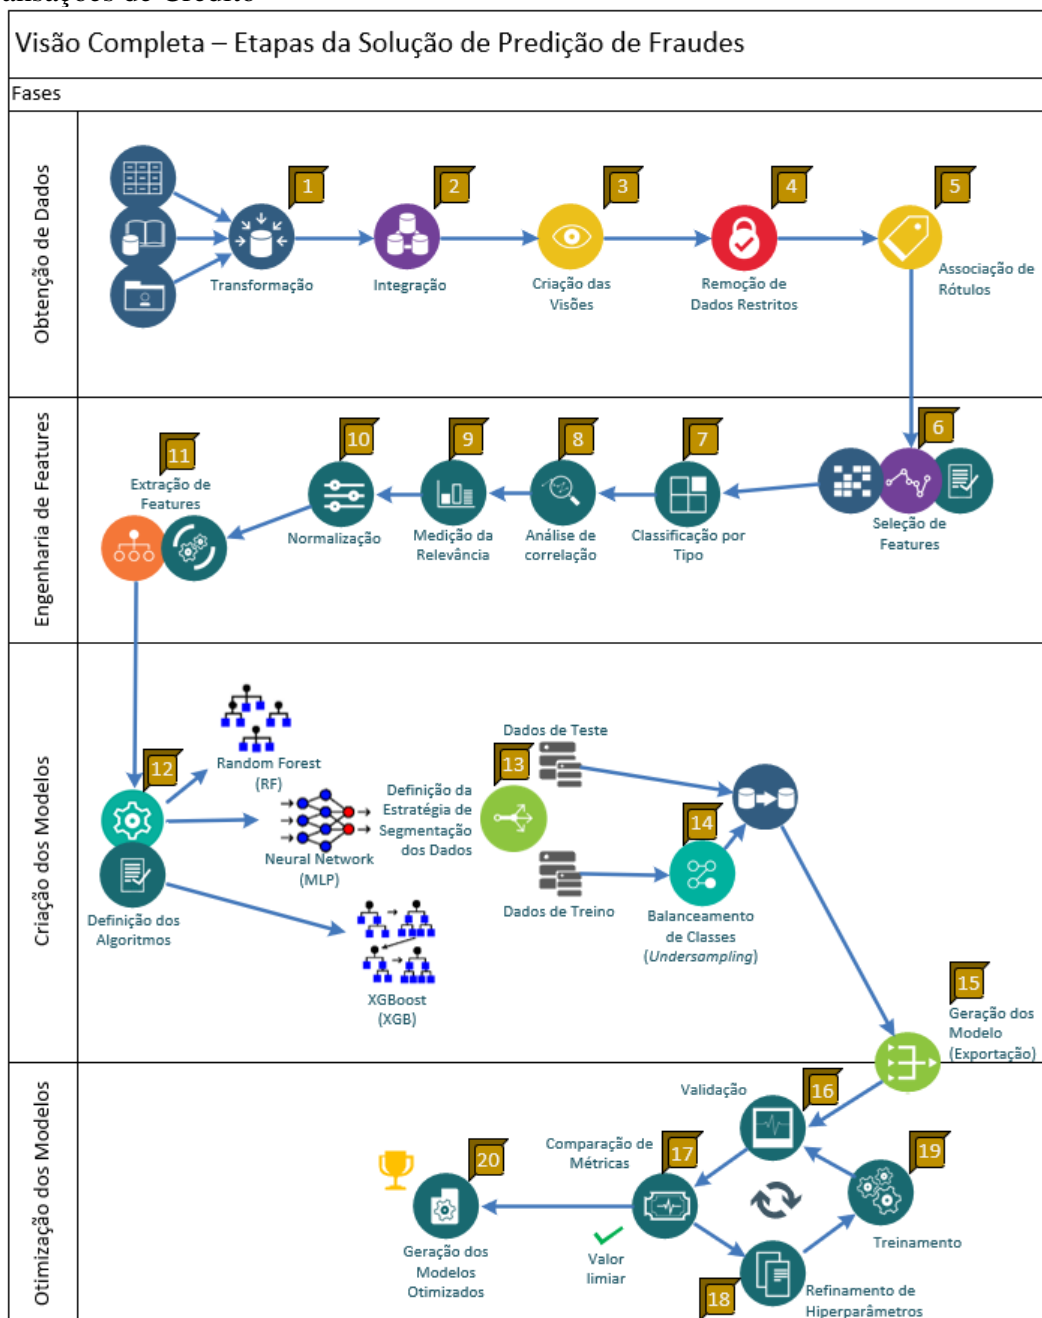 Visão Completa – Etapas da Solução de Predição de Fraudes
Fases
Obtenção de Dados
1
2
3
4
5
Transformação
Integração
Criação das
Visões
Remoção de
Dados Restritos
Associação de
Rótulos
Engenharia de Features
6
7
8
9
10
11
Seleção de
Features
Classificação por
Tipo
Análise de
correlação
Medição da
Relevância
Normalização
Extração de
Features
Criação dos Modelos
12
Definição dos
Algoritmos
Random Forest
(RF)
Neural Network
(MLP)
XGBoost
(XGB)
13
Definição da
Estratégia de
Segmentação
dos Dados
Dados de Teste
Dados de Treino
14
Balanceamento
de Classes
(Undersampling)
15
Geração dos
Modelo
(Exportação)
Otimização dos Modelos
16
Validação
17
Comparação de
Métricas
Valor
limiar
18
Refinamento de
Hiperparâmetros
19
Treinamento
20
Geração dos
Modelos
Otimizados